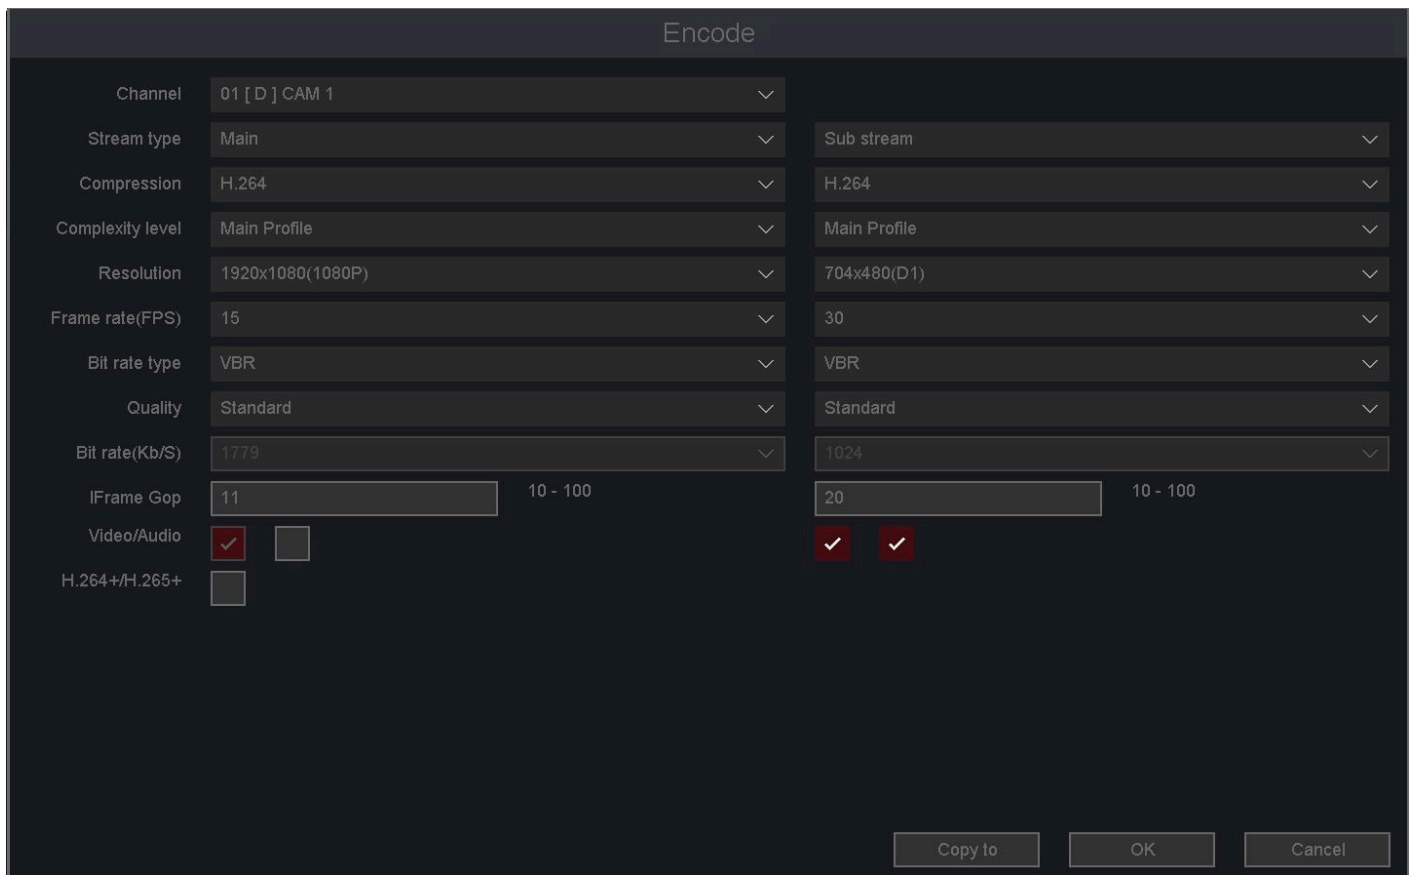 Encode
Channel 01 [ D ] CAM 1
Stream type Main Sub stream
Compression H.264 H.264
Complexity level Main Profile Main Profile
Resolution 1920x1080(1080P) 704x480(D1)
Frame rate(FPS) 15 30
Bit rate type VBR VBR
Quality Standard Standard
Bit rate(Kb/S) 1779 1024
IFrame Gop 11 10 - 100 20 10 - 100
Video/Audio
H.264+/H.265+
Copy to OK Cancel